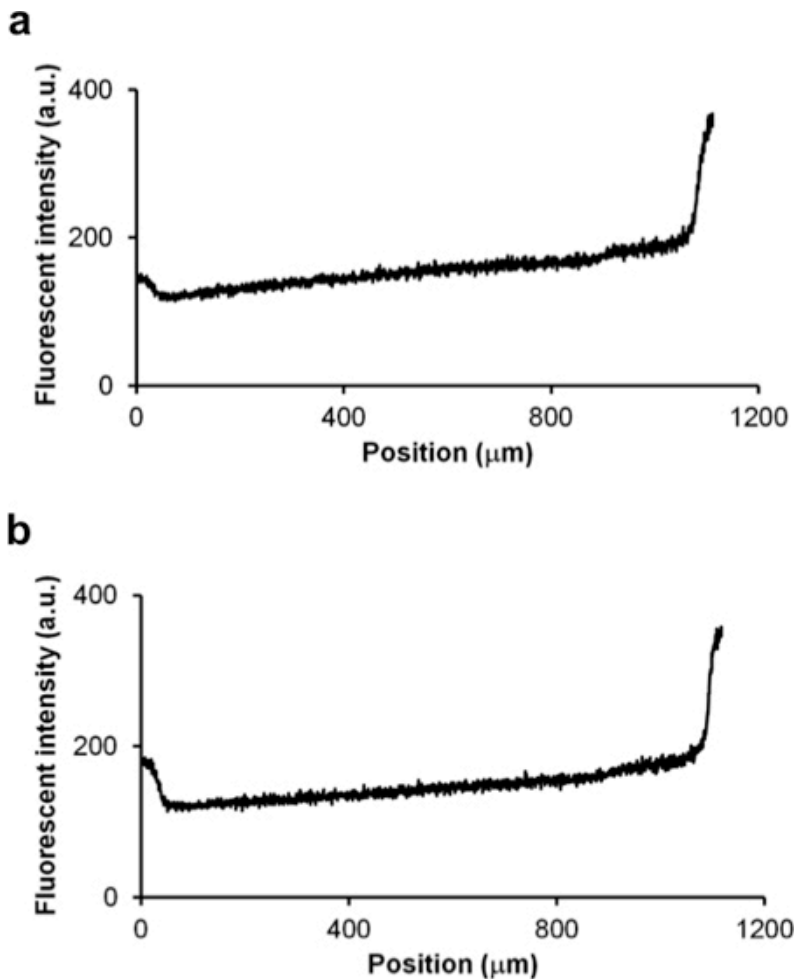 a
Fluorescent intensity (a.u.)
400
200
0
0 400 800 1200
Position (μm)
b
Fluorescent intensity (a.u.)
400
200
0
0 400 800 1200
Position (μm)